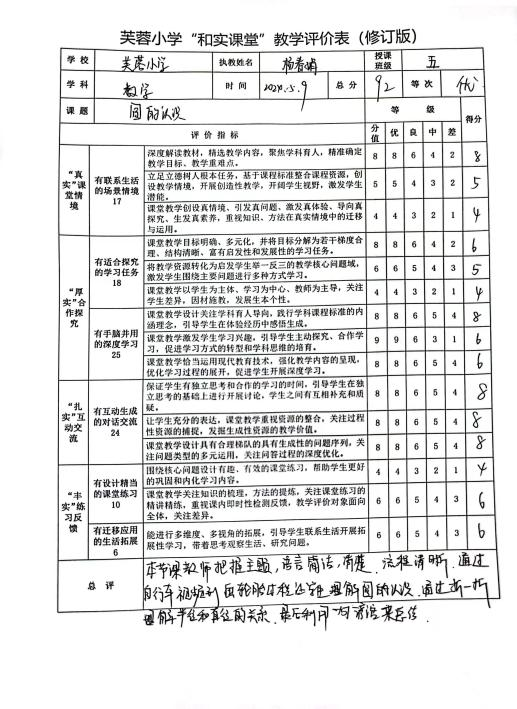 芙蓉小学“和实课堂”教学评价表（修订版）
学校 芙蓉小学 执教姓名 杨春娟 授课班级 五
学科 数学 时间 2024.5.9 总分 92 等次 优
课题 圆的认识 等级 得分
评价指标 分值 优 良 中 差
“真实”课堂情境
有联系生活的场景情境 17
深度解读教材，精选教学内容，聚焦学科育人，精准确定教学目标、教学重难点。 8 8 6 4 2 8
立足立德树人根本任务，基于课程标准整合课程资源，创设教学情境，开展创造性教学，开阔学生视野，激发学生潜能。 5 5 4 3 2 5
课堂教学创设真情境、引发真问题、激发真体验、导向真探究、生发真素养，重视知识、方法在真实情境中的迁移与运用。 4 4 3 2 1 4
“厚实”合作探究
有适合探究的学习任务 18
课堂教学目标明确、多元化，并将目标分解为若干梯度合理、结构清晰、富有启发性和发展性的学习任务。 8 8 6 4 2 6
将教学资源转化为启发学生举一反三的教学核心问题域，激发学生围绕主要问题进行多种方式学习。 6 6 5 4 3 5
课堂教学以学生为主体、学习为中心、教师为主导，关注学生差异，因材施教，发展生本个性。 4 4 3 2 1 4
有手脑并用的深度学习 25
课堂教学设计关注学科育人导向，践行学科课程标准的内涵理念，引导学生在体验经历中感悟生成。 8 8 6 5 4 8
课堂教学激发学生学习兴趣，引导学生主动探究、合作学习，促进学习方式的转型和学科思维的培育。 9 9 6 3 1 6
课堂教学恰当运用现代教育技术，强化教学内容的呈现，优化学习过程的展开，促进学生开展深度学习。 8 8 6 5 4 6
“扎实”互动交流
有互动生成的对话交流 24
保证学生有独立思考和合作的学习的时间，引导学生在独立思考的基础上进行开展讨论，学生之间有互相补充和质疑。 8 8 6 5 4 8
让学生充分的表达，课堂教学重视资源的整合，关注过程性资源的捕捉，发掘生成性资源的教学价值。 8 8 6 5 4 8
课堂教学设计具有合理梯队的具有生成性的问题序列，关注问题类型的多元运用，关注问答过程的深度优化。 8 8 6 5 4 8
“丰实”练习反馈
有设计精当的课堂练习 10
围绕核心问题设计有趣、有效的课堂练习，帮助学生更好的巩固和内化学习内容。 4 4 3 2 1 4
课堂教学关注知识的梳理，方法的提炼，关注课堂练习的精讲精练，重视课内即时性检测反馈，教学评价对象面向全体，关注差异。 6 6 5 4 3 6
有迁移应用的生活拓展 6
能进行多维度、多视角的拓展，引导学生联系生活开展拓展性学习，带着思考观察生活、研究问题。 6 6 5 4 3 6
总评 本节课教师把握主题，语言简洁，清楚，流程清晰，通过
自行车 轮胎 过程 理解圆的认识。通过折一折
理解半径和直径的关系，最后利用一句 来总结